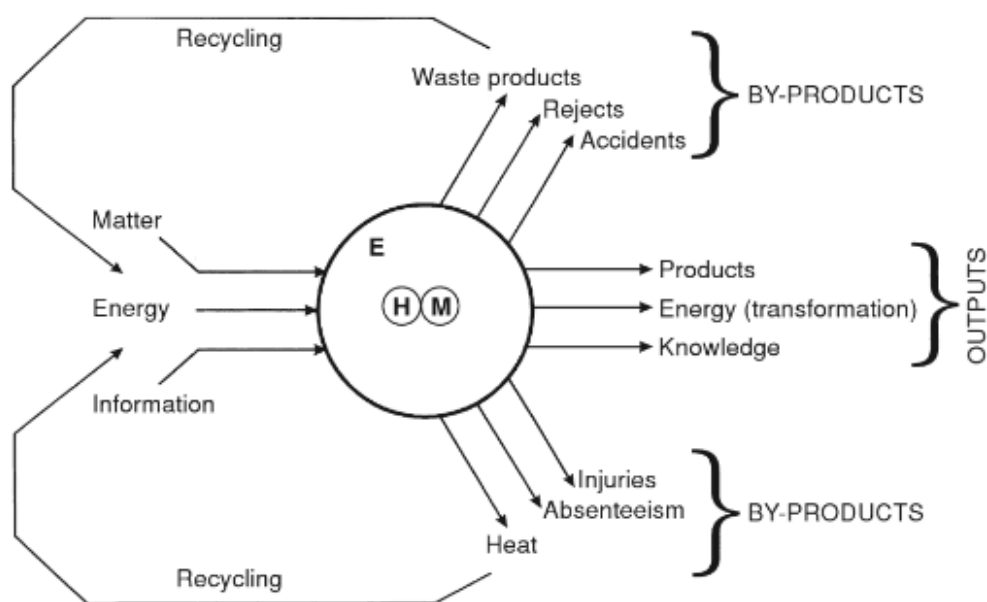 Recycling
Waste products
Rejects
Accidents
BY-PRODUCTS
Matter
Energy
Information
E
H M
Products
Energy (transformation)
Knowledge
OUTPUTS
Injuries
Absenteeism
Heat
BY-PRODUCTS
Recycling